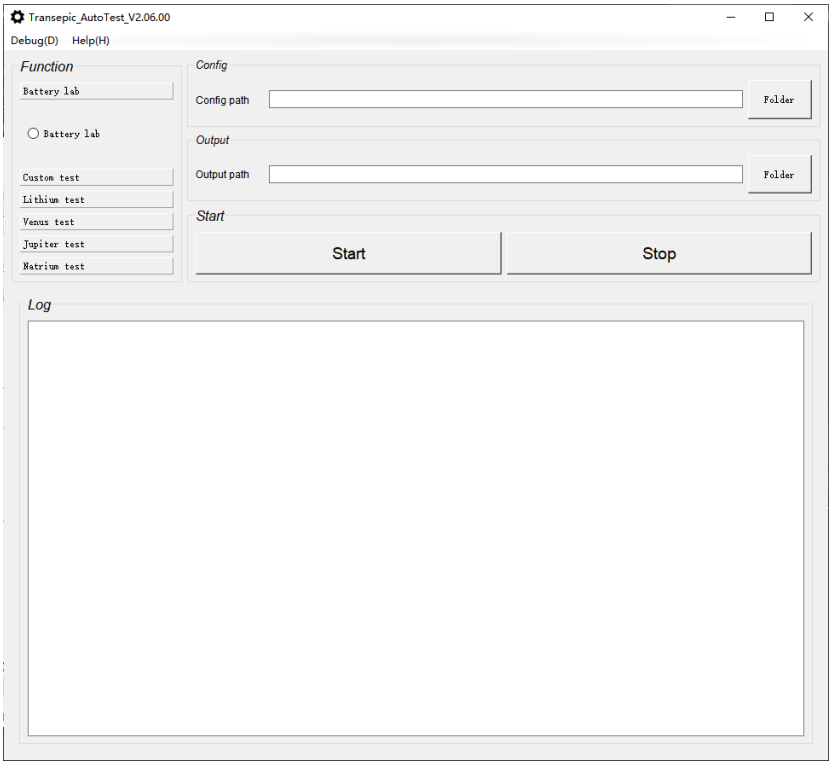 Transepic_AutoTest_V2.06.00
Debug(D) Help(H)
Function
Battery lab
Battery lab
Custom test
Lithium test
Venus test
Jupiter test
Natrium test
Config
Config path
Folder
Output
Output path
Folder
Start
Start
Stop
Log